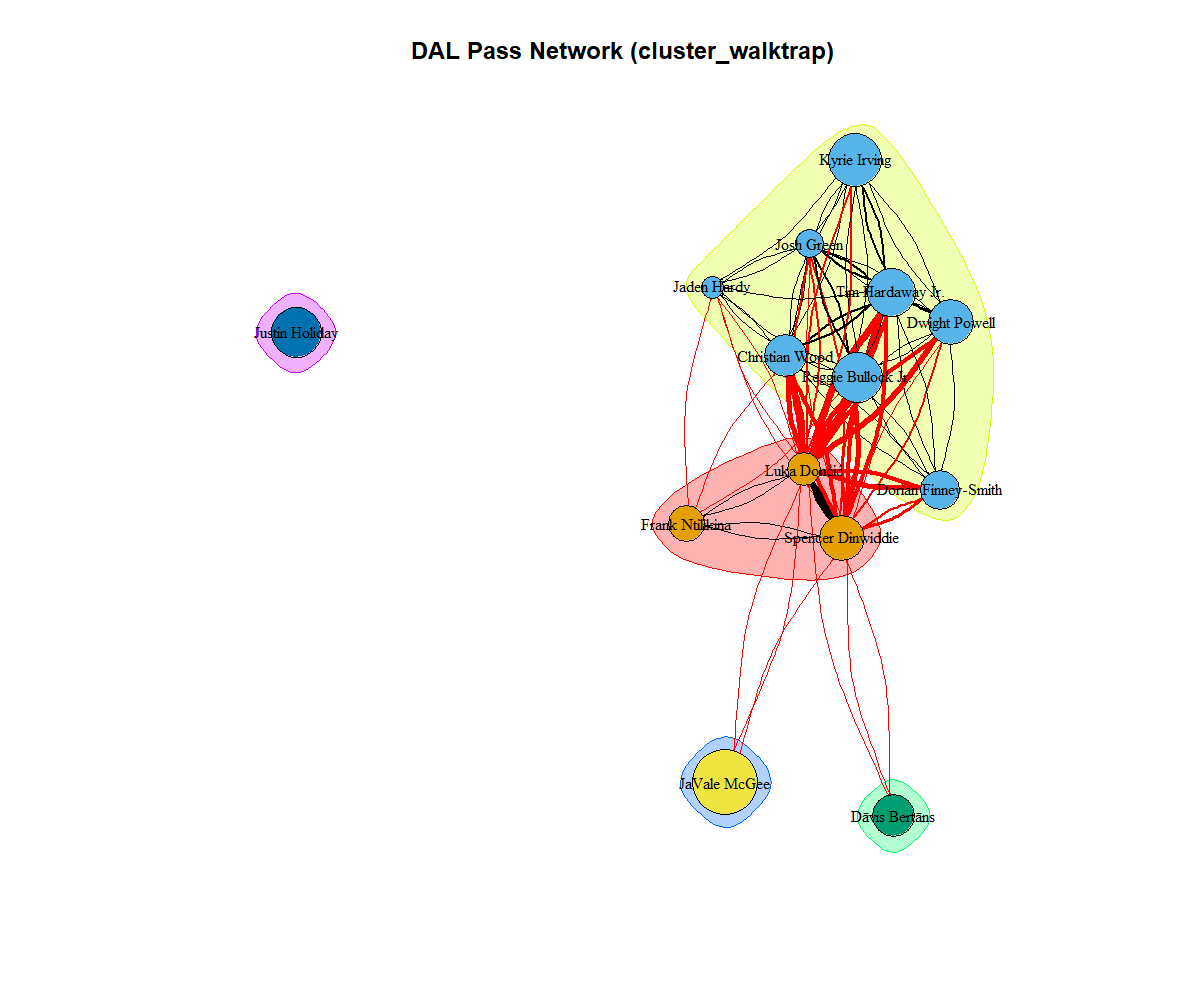 DAL Pass Network (cluster_walktrap)
Kyrie Irving
Josh Green
Jaden Hardy
Tim Hardaway Jr.
Dwight Powell
Justin Holiday
Christian Wood
Reggie Bullock Jr.
Luka Dončić
Dorian Finney-Smith
Frank Ntilikina
Spencer Dinwiddie
JaVale McGee
Dāvis Bertāns